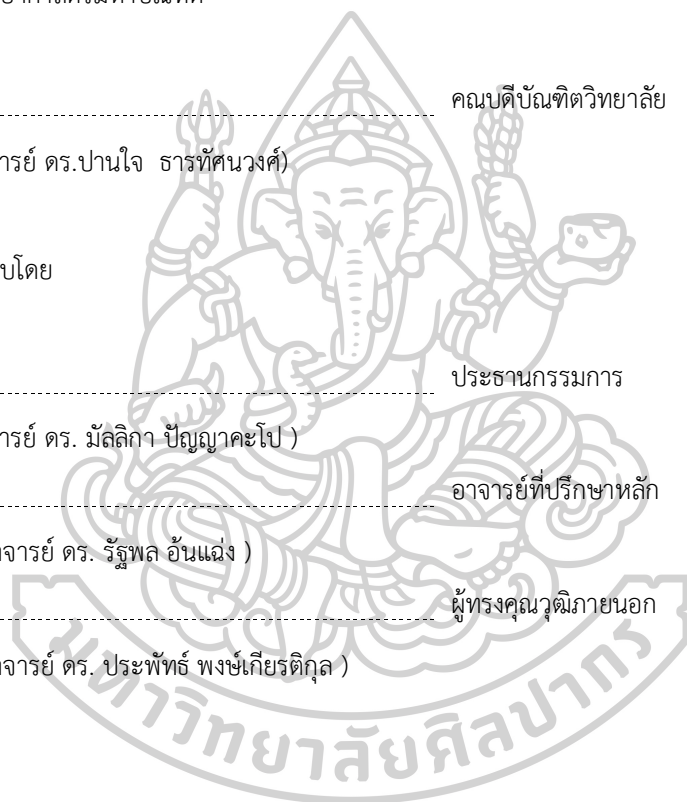 คณบดีบัณฑิตวิทยาลัย
ารย์ ดร.ปานใจ ธารทัศนวงศ์)
บโดย
ประธานกรรมการ
ารย์ ดร. มัลลิกา ปัญญาคะโป )
อาจารย์ที่ปรึกษาหลัก
จารย์ ดร. รัฐพล อ้นแฉ่ง )
ผู้ทรงคุณวุฒิภายนอก
จารย์ ดร. ประพัทธ์ พงษ์เกียรติกุล )
มหาวิทยาลัยศิลปากร